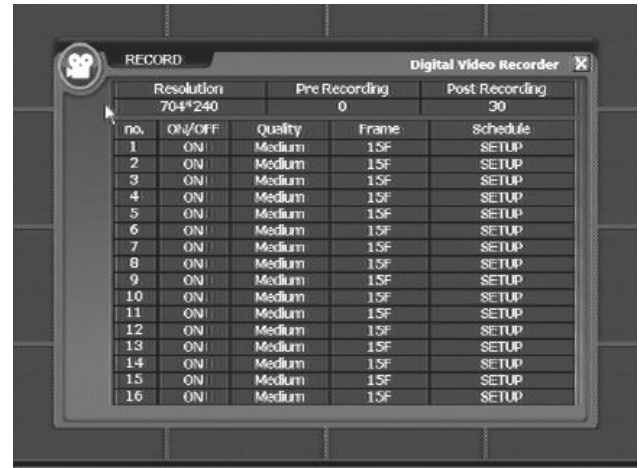 RECORD
Digital Video Recorder X
Resolution Pre Recording Post Recording
704*240 0 30
no. ON/OFF Quality Frame Schedule
1 ON Medium 15F SETUP
2 ON Medium 15F SETUP
3 ON Medium 15F SETUP
4 ON Medium 15F SETUP
5 ON Medium 15F SETUP
6 ON Medium 15F SETUP
7 ON Medium 15F SETUP
8 ON Medium 15F SETUP
9 ON Medium 15F SETUP
10 ON Medium 15F SETUP
11 ON Medium 15F SETUP
12 ON Medium 15F SETUP
13 ON Medium 15F SETUP
14 ON Medium 15F SETUP
15 ON Medium 15F SETUP
16 ON Medium 15F SETUP